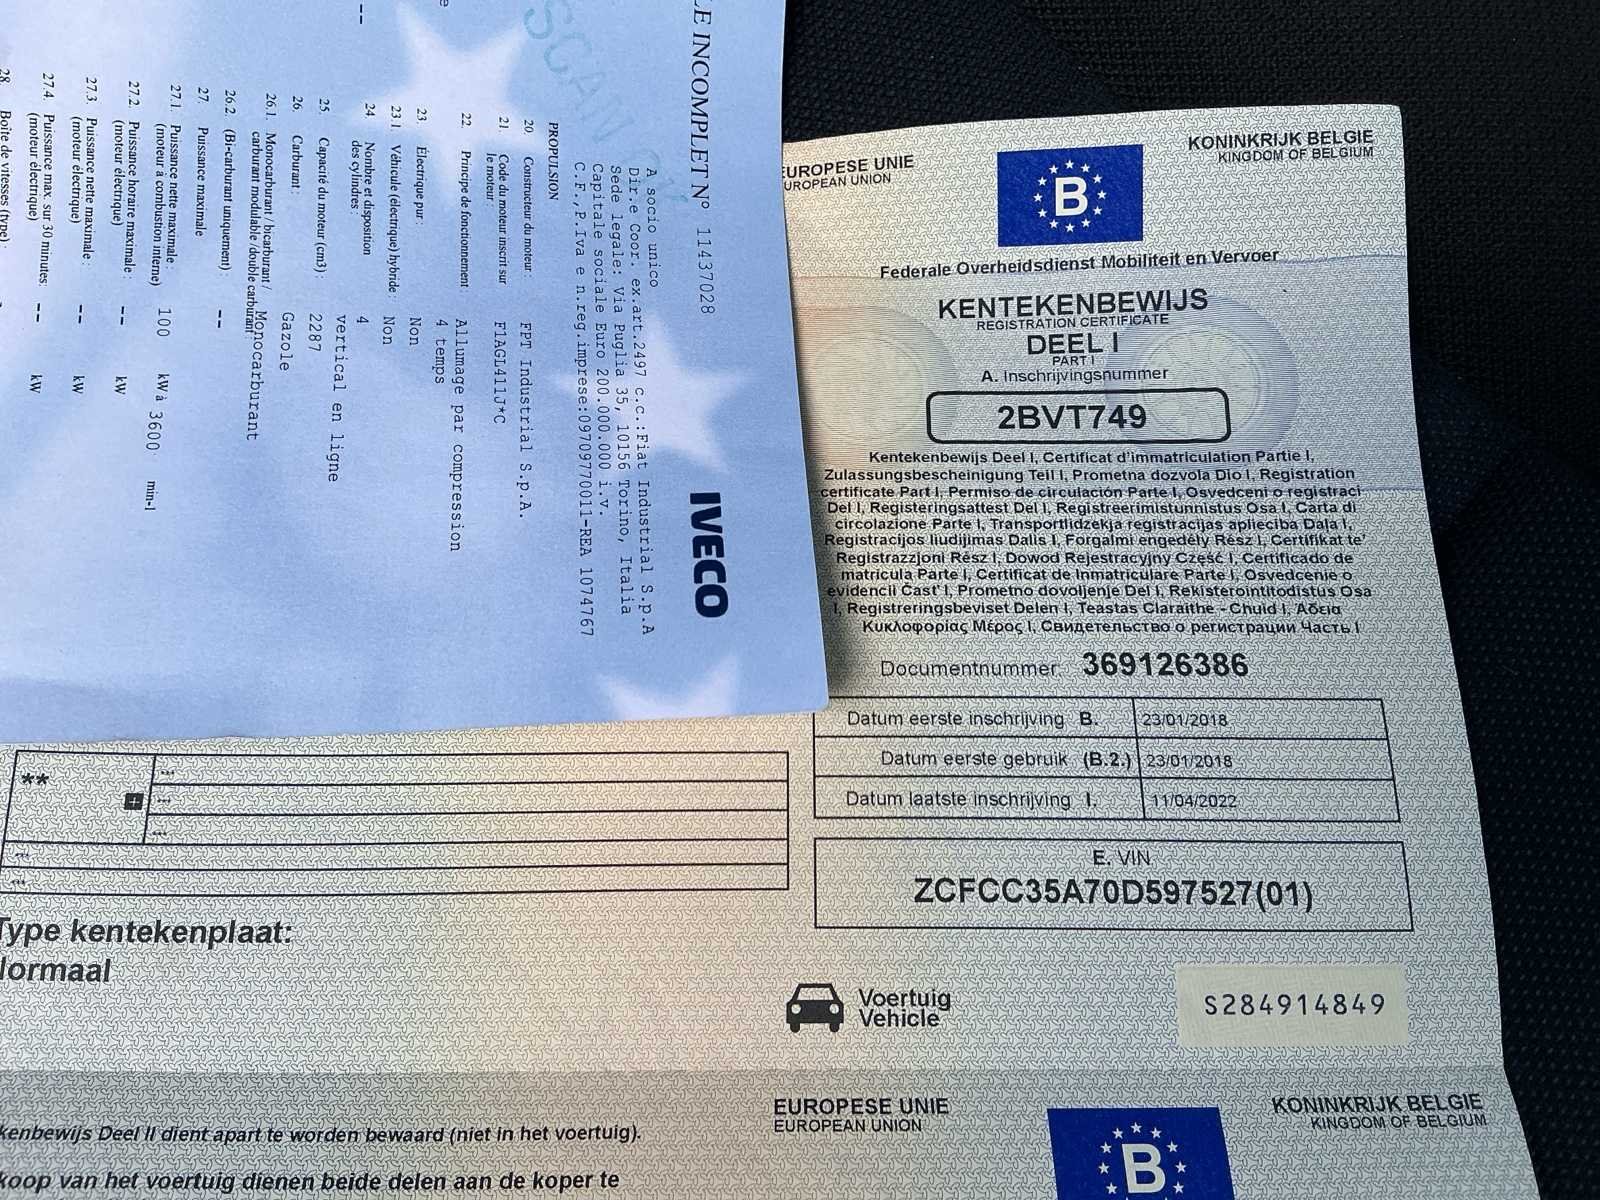 LE INCOMPLET N° 11437028
IVECO
A socio unico
Dir.e Coor. ex.art.2497 c.c.:Fiat Industrial S.p.A
Sede legale: Via Puglia 35, 10156 Torino, Italia
Capitale sociale Euro 200.000.000 i.v.
C.F.,P.Iva e n.reg.imprese:09709770011-REA 1074767
SCAN
PROPULSION
20 Constructeur du moteur : FPT Industrial S.p.A.
21. Code du moteur inscrit sur le moteur : F1AGL411J*C
22. Principe de fonctionnement : Allumage par compression
4 temps
23 Électrique pur : Non
23.1. Véhicule (électrique) hybride : Non
24. Nombre et disposition des cylindres : 4
vertical en ligne
25. Capacité du moteur (cm3) : 2287
26. Carburant : Gazole
26.1. Monocarburant / bicarburant / carburant modulable /double carburant Monocarburant
26.2. (Bi-carburant uniquement) --
27. Puissance maximale
27.1. Puissance nette maximale : (moteur à combustion interne) 100 kW à 3600 min-1
27.2. Puissance horaire maximale : (moteur électrique) -- kW
27.3. Puissance nette maximale : (moteur électrique) -- kW
27.4. Puissance max. sur 30 minutes: (moteur électrique) -- kW
28. Boîte de vitesses (type) :
--
EUROPESE UNIE
EUROPEAN UNION
B
KONINKRIJK BELGIE
KINGDOM OF BELGIUM
Federale Overheidsdienst Mobiliteit en Vervoer
KENTEKENBEWIJS
REGISTRATION CERTIFICATE
DEEL I
PART I
A. Inschrijvingsnummer
2BVT749
Kentekenbewijs Deel I, Certificat d'immatriculation Partie I,
Zulassungsbescheinigung Teil I, Prometna dozvola Dio I, Registration
certificate Part I, Permiso de circulación Parte I, Osvedceni o registraci
Del I, Registeringsattest Del I, Registreerimistunnistus Osa I, Carta di
circolazione Parte I, Transportlidzekja registracijas aplieciba Daļa I,
Registracijos liudijimas Dalis I, Forgalmi engedély Rész I, Certifikat te'
Registrazzjoni Rész I, Dowod Rejestracyjny Część I, Certificado de
matricula Parte I, Certificat de Inmatriculare Parte I, Osvedcenie o
evidencii Cast' I, Prometno dovoljenje Del I, Rekisterointitodistus Osa
I, Registreringsbeviset Delen I, Teastas Claraithe - Chuid I, Άδεια
Κυκλοφορίας Μέρος I, Свидетельство о регистрации Часть I
Documentnummer: 369126386
Datum eerste inschrijving B. 23/01/2018
Datum eerste gebruik (B.2.) 23/01/2018
Datum laatste inschrijving I. 11/04/2022
E. VIN
ZCFCC35A70D597527(01)
**
***
***
***
***
***
Type kentekenplaat:
Normaal
Voertuig
Vehicle
S284914849
kenbewijs Deel II dient apart te worden bewaard (niet in het voertuig).
koop van het voertuig dienen beide delen aan de koper te
EUROPESE UNIE
EUROPEAN UNION
B
KONINKRIJK BELGIE
KINGDOM OF BELGIUM